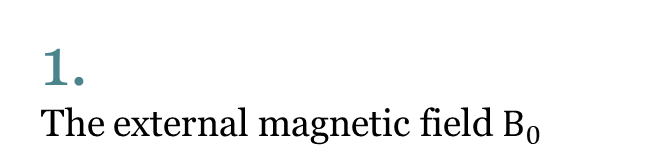 1.
The external magnetic field B₀